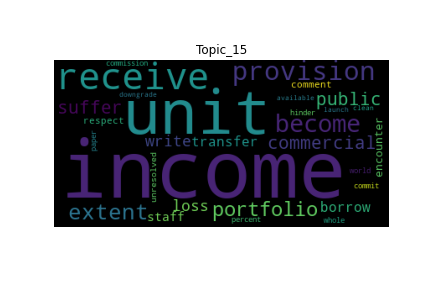 Topic_15
commission #
receive
provision
downgrade
comment
suffer
unit
available
public
hinder
launch
clean
respect
become
paper
write
transfer
commercial
encounter
income
unresolved
world
commit
extent
loss
portfolio
borrow
staff
percent
whole